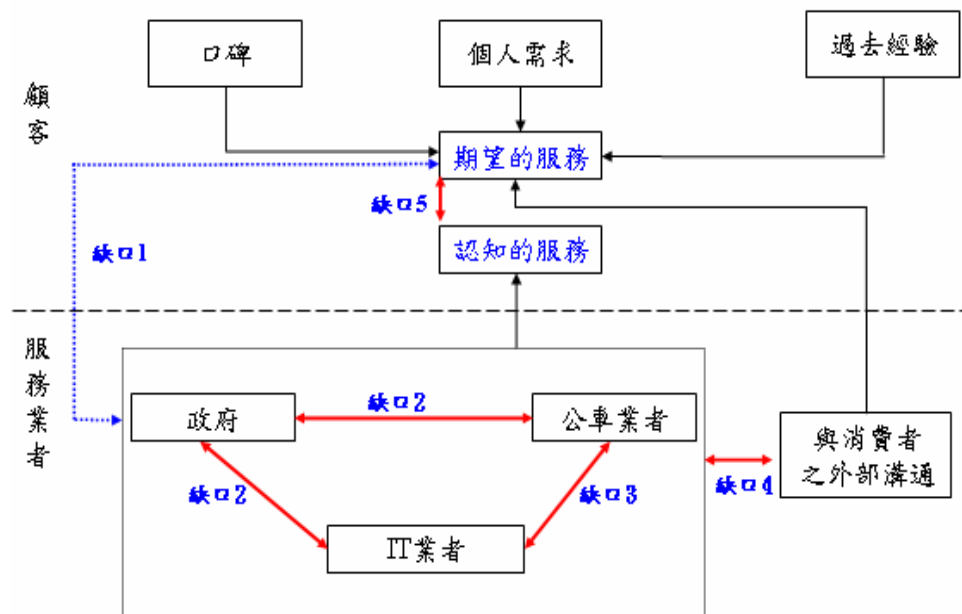 口碑
個人需求
過去經驗
顧客
期望的服務
缺口5
認知的服務
缺口1
服務業者
政府
缺口2
公車業者
缺口2
缺口3
IT業者
缺口4
與消費者
之外部溝通